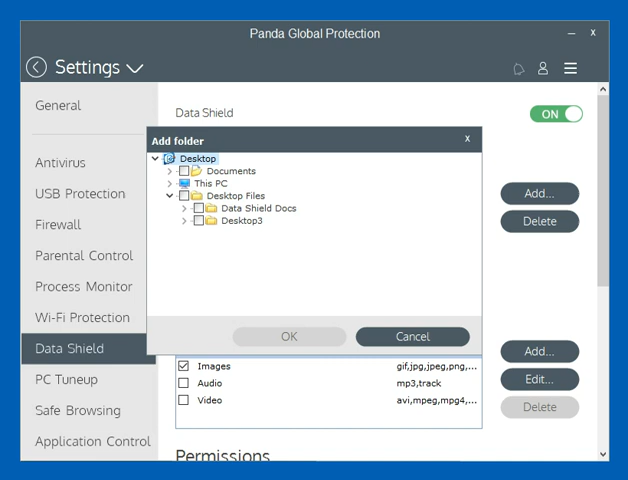 Panda Global Protection
Settings
General
Antivirus
USB Protection
Firewall
Parental Control
Process Monitor
Wi-Fi Protection
Data Shield
PC Tuneup
Safe Browsing
Application Control
Data Shield
ON
Add folder
x
Desktop
Documents
This PC
Desktop Files
Data Shield Docs
Desktop3
OK
Cancel
Add...
Delete
Images gif,jpg,jpeg,png,...
Audio mp3,track
Video avi,mpeg,mpg4,...
Add...
Edit...
Delete
Permissions